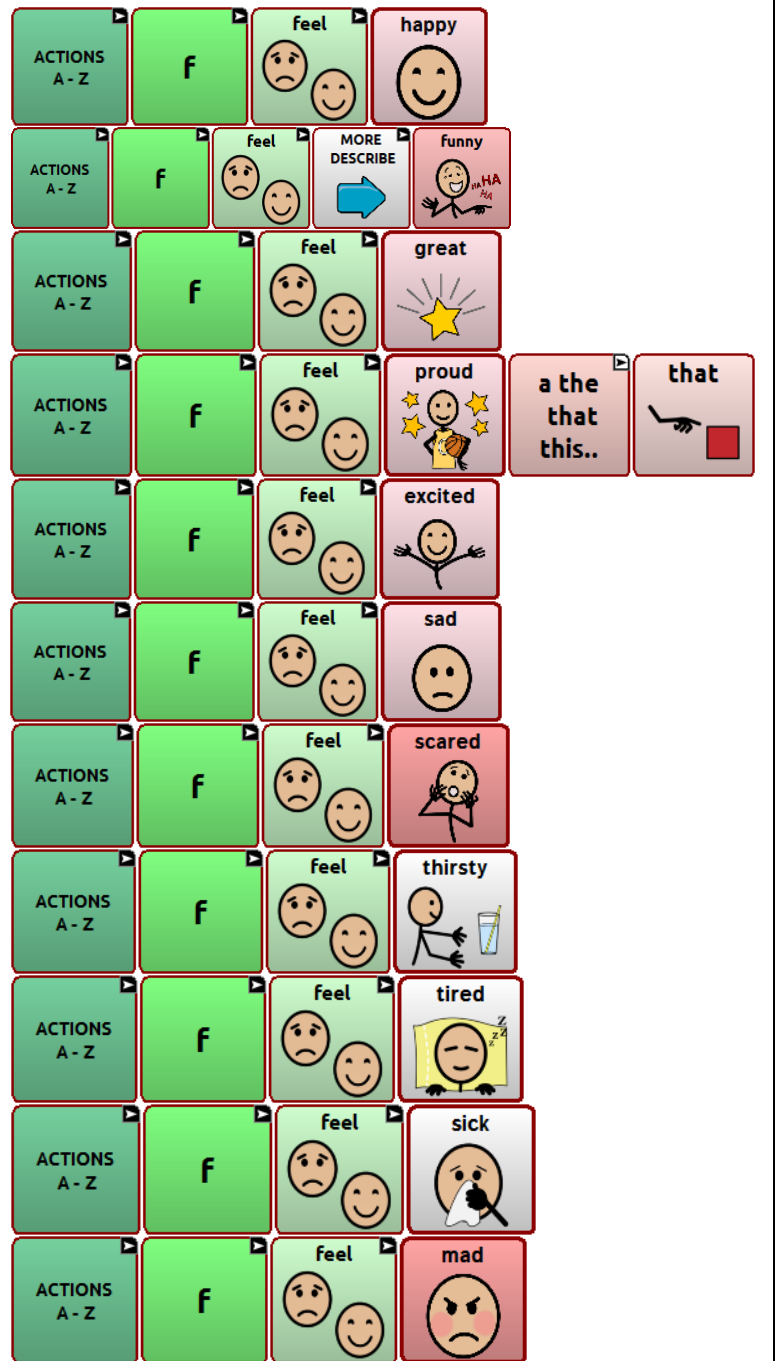 ACTIONS A - Z f feel happy
ACTIONS A - Z f feel MORE DESCRIBE funny HA HA HA
ACTIONS A - Z f feel great
ACTIONS A - Z f feel proud a the that this.. that
ACTIONS A - Z f feel excited
ACTIONS A - Z f feel sad
ACTIONS A - Z f feel scared
ACTIONS A - Z f feel thirsty
ACTIONS A - Z f feel tired z z z
ACTIONS A - Z f feel sick
ACTIONS A - Z f feel mad